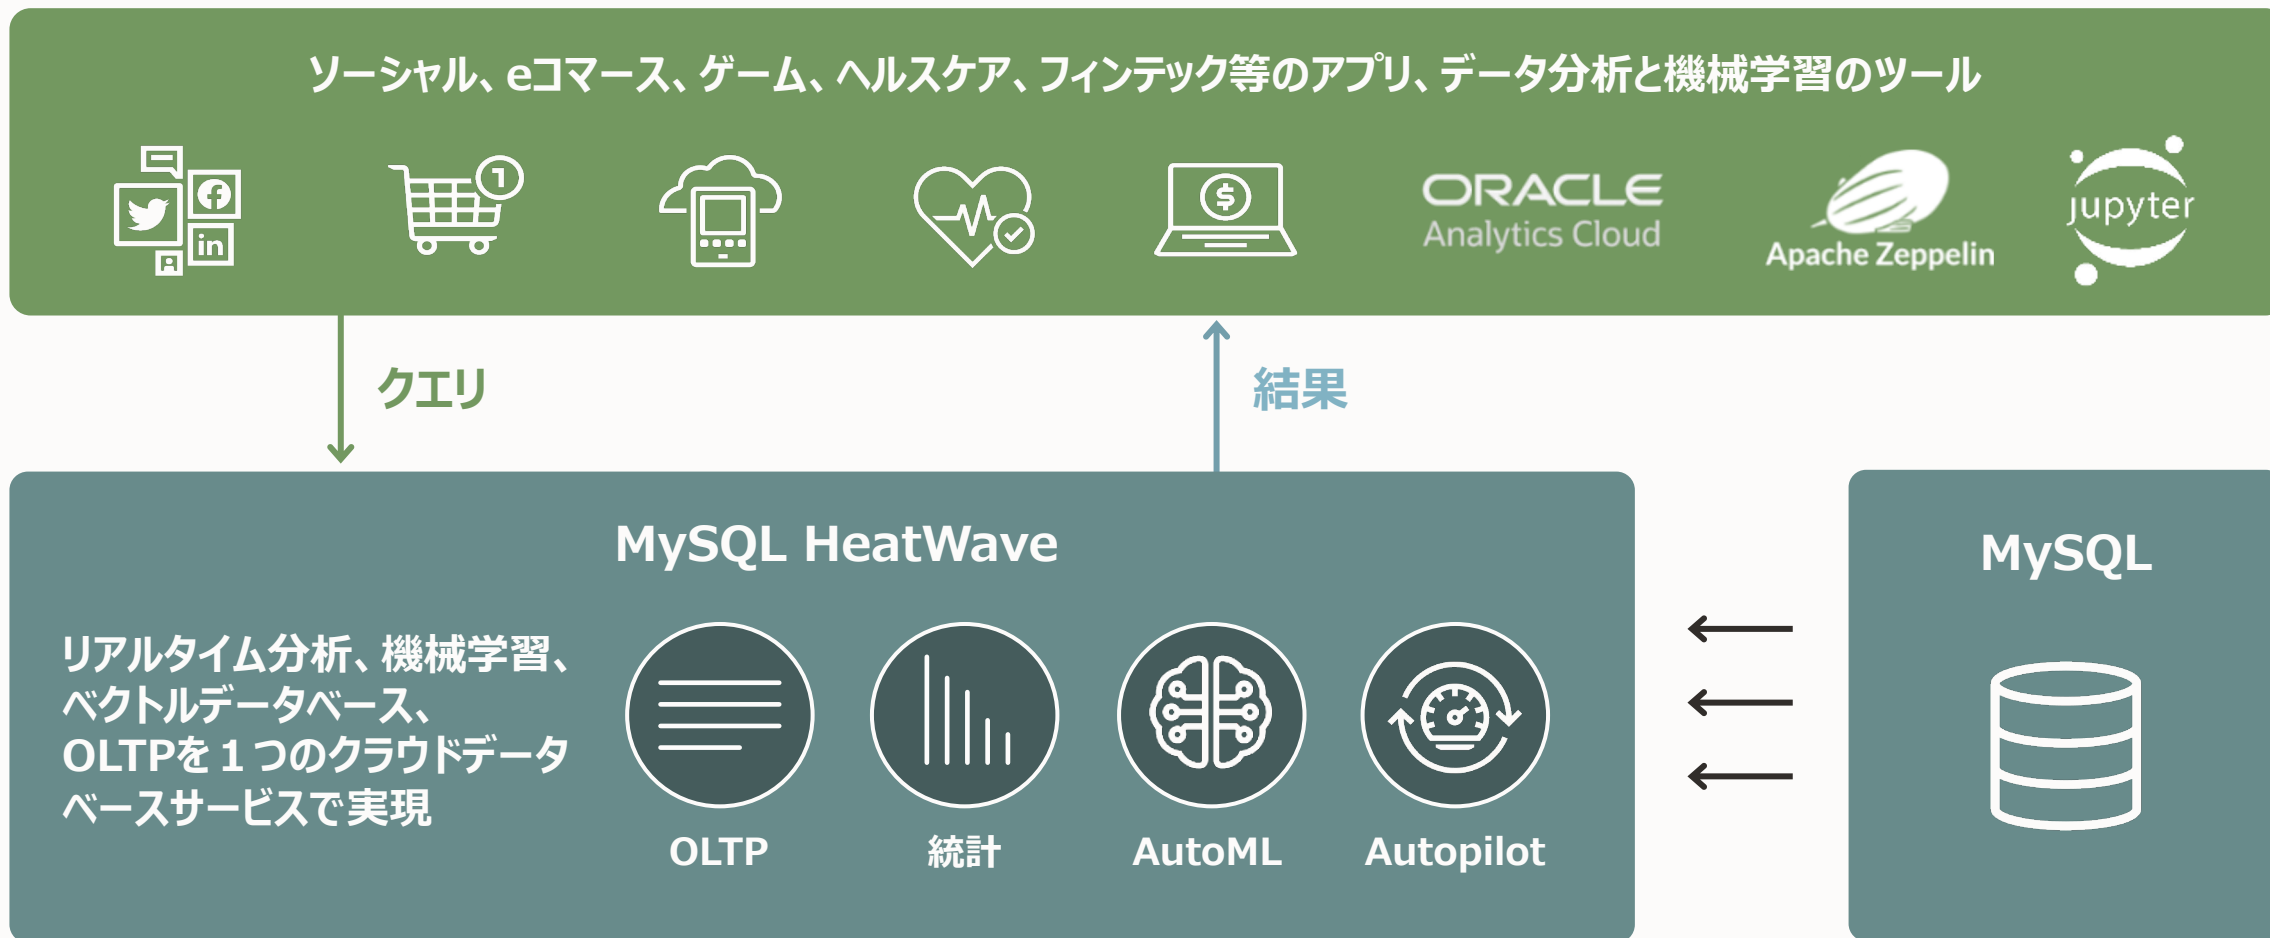 ソーシャル、eコマース、ゲーム、ヘルスケア、フィンテック等のアプリ、データ分析と機械学習のツール
1
in
$
ORACLE
Analytics Cloud
Apache Zeppelin
jupyter
クエリ
結果
MySQL HeatWave
リアルタイム分析、機械学習、
ベクトルデータベース、
OLTPを１つのクラウドデータ
ベースサービスで実現
OLTP
統計
AutoML
Autopilot
MySQL